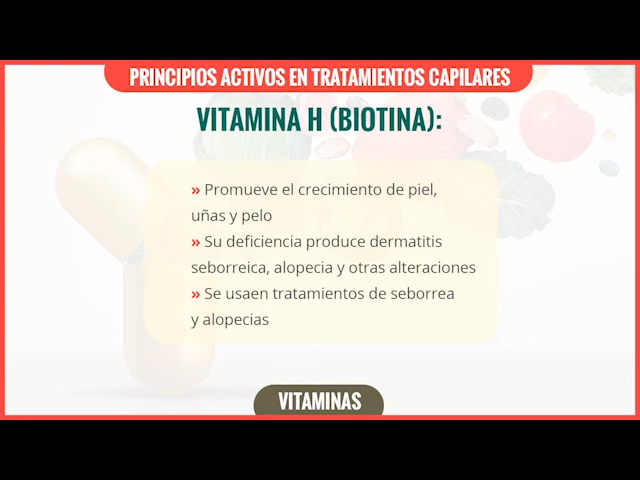 PRINCIPIOS ACTIVOS EN TRATAMIENTOS CAPILARES
VITAMINA H (BIOTINA):
» Promueve el crecimiento de piel,
uñas y pelo
» Su deficiencia produce dermatitis
seborreica, alopecia y otras alteraciones
» Se usaen tratamientos de seborrea
y alopecias
VITAMINAS